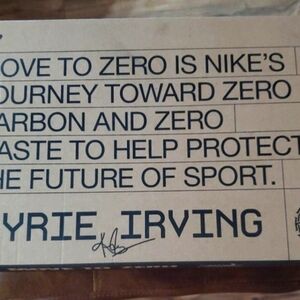 OVE TO ZERO IS NIKE'S
OURNEY TOWARD ZERO
ARBON AND ZERO
ASTE TO HELP PROTECT
HE FUTURE OF SPORT.
YRIE IRVING